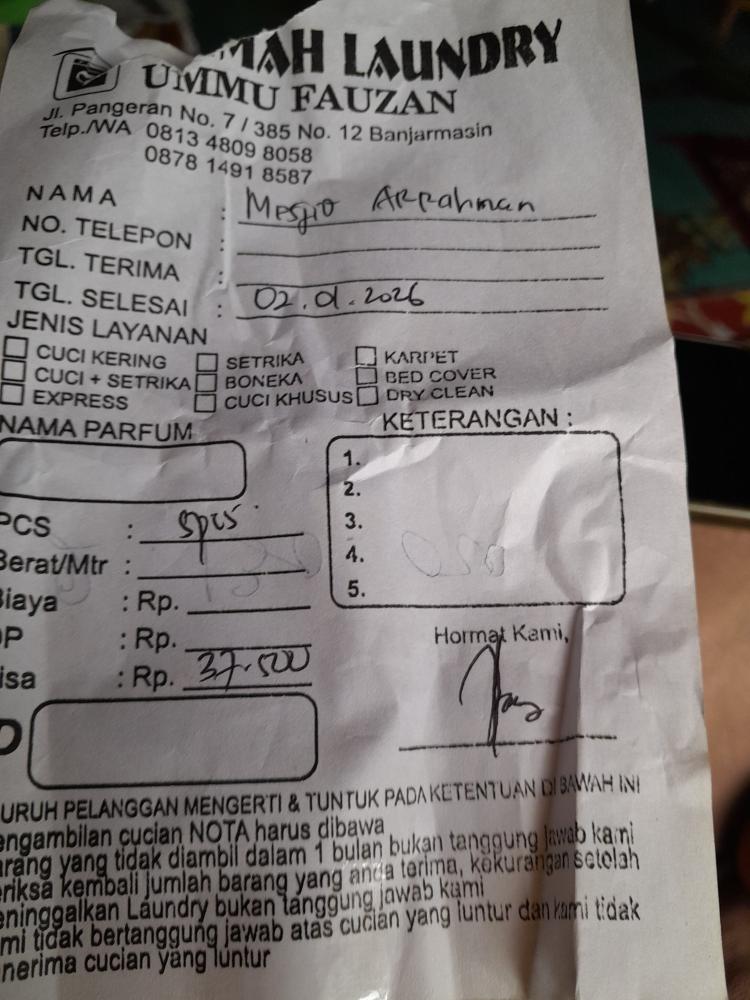 MAH LAUNDRY
UMMU FAUZAN
Jl. Pangeran No. 7 / 385 No. 12 Banjarmasin
Telp./WA 0813 4809 8058
0878 1491 8587
NAMA : Mesjid Arrahman
NO. TELEPON :
TGL. TERIMA :
TGL. SELESAI : 02.01.2026
JENIS LAYANAN
CUCI KERING SETRIKA KARPET
CUCI + SETRIKA BONEKA BED COVER
EXPRESS CUCI KHUSUS DRY CLEAN
NAMA PARFUM KETERANGAN :
1.
2.
3.
4.
5.
PCS : 5pcs
Berat/Mtr :
Biaya : Rp.
DP : Rp.
isa : Rp. 37.500
Hormat Kami,
URUH PELANGGAN MENGERTI & TUNTUK PADA KETENTUAN DI BAWAH INI
engambilan cucian NOTA harus dibawa
arang yang tidak diambil dalam 1 bulan bukan tanggung jawab kami
eriksa kembali jumlah barang yang anda terima, kekurangan setelah
eninggalkan Laundry bukan tanggung jawab kami
mi tidak bertanggung jawab atas cucian yang luntur dan kami tidak
nerima cucian yang luntur